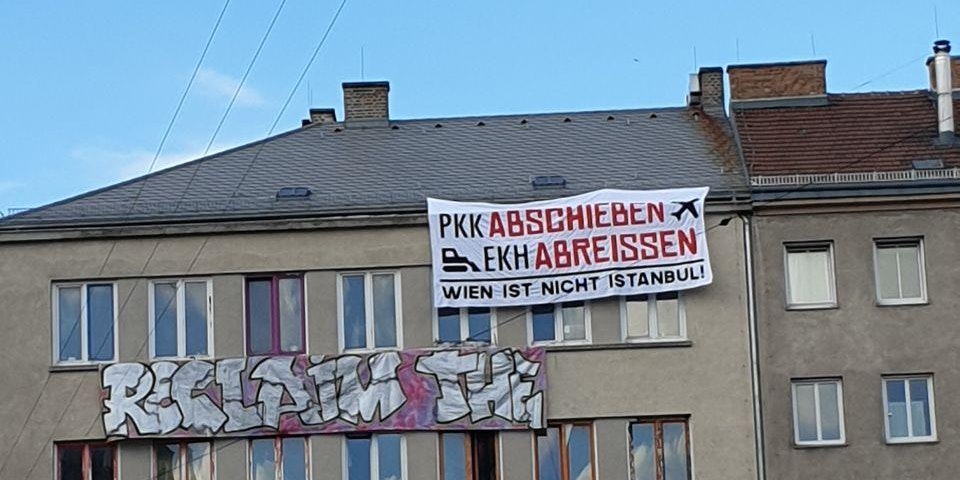 PKK ABSCHIEBEN
EKH ABREISSEN
WIEN IST NICHT ISTANBUL!
RECLAIM THE